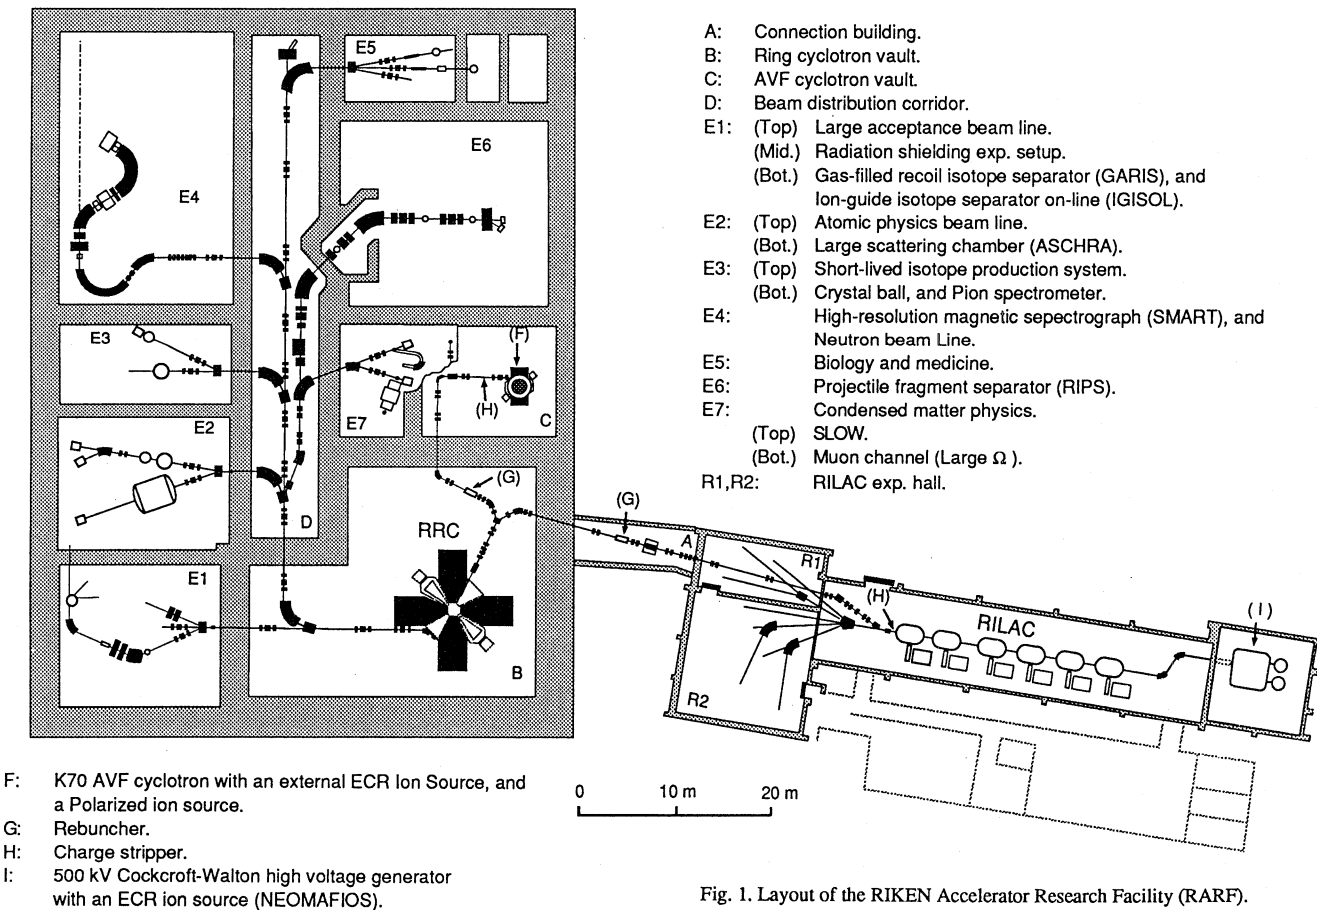 A: Connection building.
B: Ring cyclotron vault.
C: AVF cyclotron vault.
D: Beam distribution corridor.
E1: (Top) Large acceptance beam line.
(Mid.) Radiation shielding exp. setup.
(Bot.) Gas-filled recoil isotope separator (GARIS), and
Ion-guide isotope separator on-line (IGISOL).
E2: (Top) Atomic physics beam line.
(Bot.) Large scattering chamber (ASCHRA).
E3: (Top) Short-lived isotope production system.
(Bot.) Crystal ball, and Pion spectrometer.
E4: High-resolution magnetic sepectrograph (SMART), and
Neutron beam Line.
E5: Biology and medicine.
E6: Projectile fragment separator (RIPS).
E7: Condensed matter physics.
(Top) SLOW.
(Bot.) Muon channel (Large Ω ).
R1,R2: RILAC exp. hall.
E5
E6
E4
E3
(F)
(H)
E7
C
E2
(G)
D
RRC
(G)
A
R1
E1
(H)
RILAC
( I )
B
R2
F: K70 AVF cyclotron with an external ECR Ion Source, and
a Polarized ion source.
G: Rebuncher.
H: Charge stripper.
I: 500 kV Cockcroft-Walton high voltage generator
with an ECR ion source (NEOMAFIOS).
0 10 m 20 m
Fig. 1. Layout of the RIKEN Accelerator Research Facility (RARF).